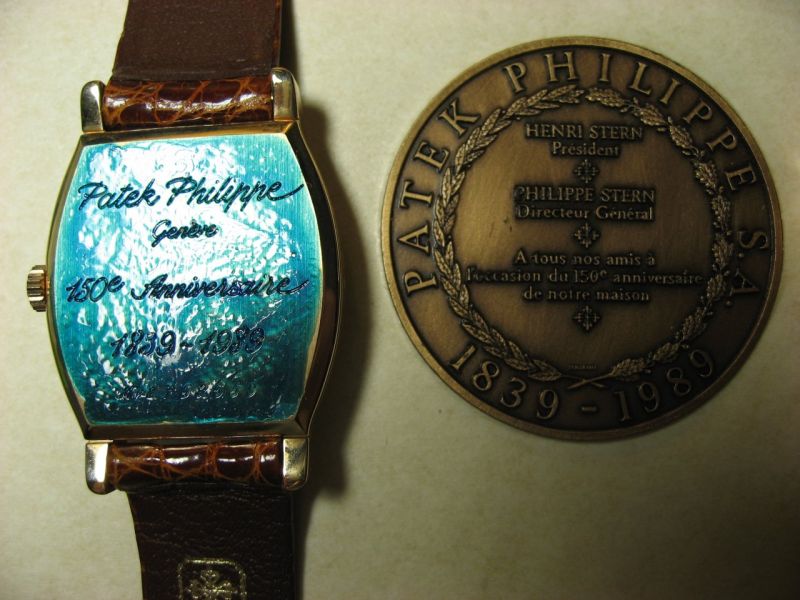 Patek Philippe
Genève
150e Anniversaire
1839-1989
PATEK PHILIPPE S.A.
HENRI STERN
Président
PHILIPPE STERN
Directeur Général
A tous nos amis à
l'occasion du 150e anniversaire
de notre maison
1839-1989